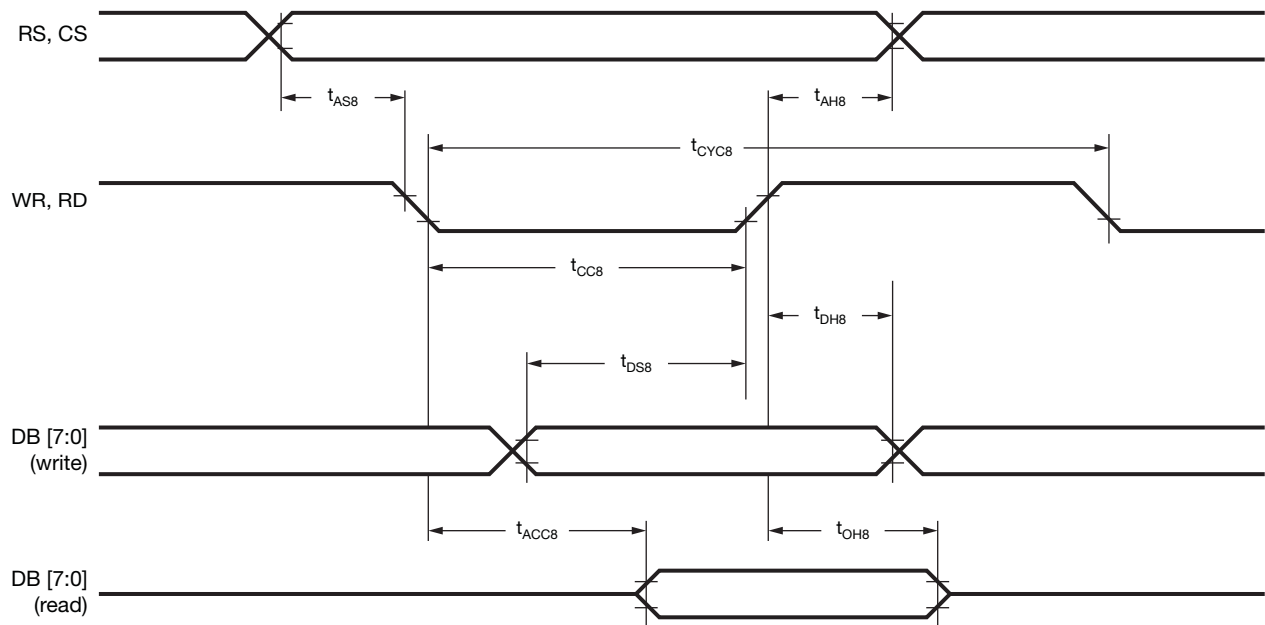 RS, CS
tAS8
tAH8
tCYC8
WR, RD
tCC8
tDH8
tDS8
DB [7:0]
(write)
tACC8
tOH8
DB [7:0]
(read)